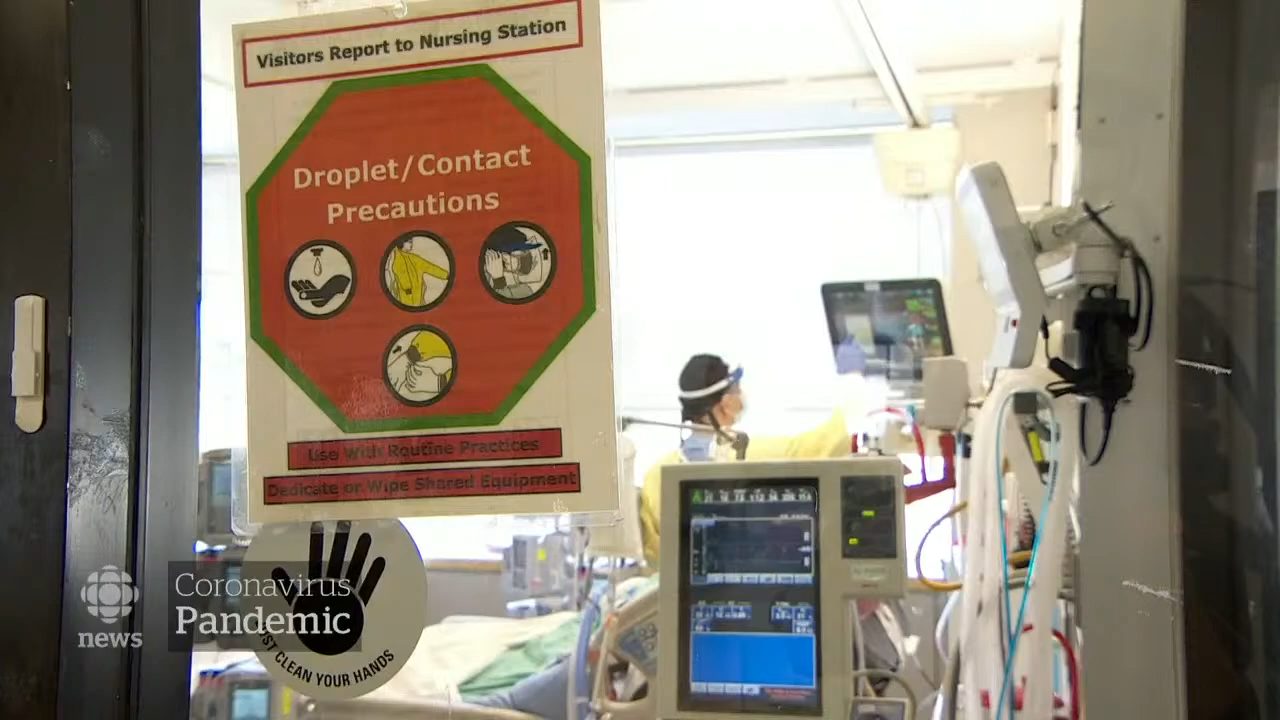 Visitors Report to Nursing Station
Droplet/Contact
Precautions
Use With Routine Practices
Dedicate or Wipe Shared Equipment
Coronavirus
Pandemic
news
CLEAN YOUR HANDS